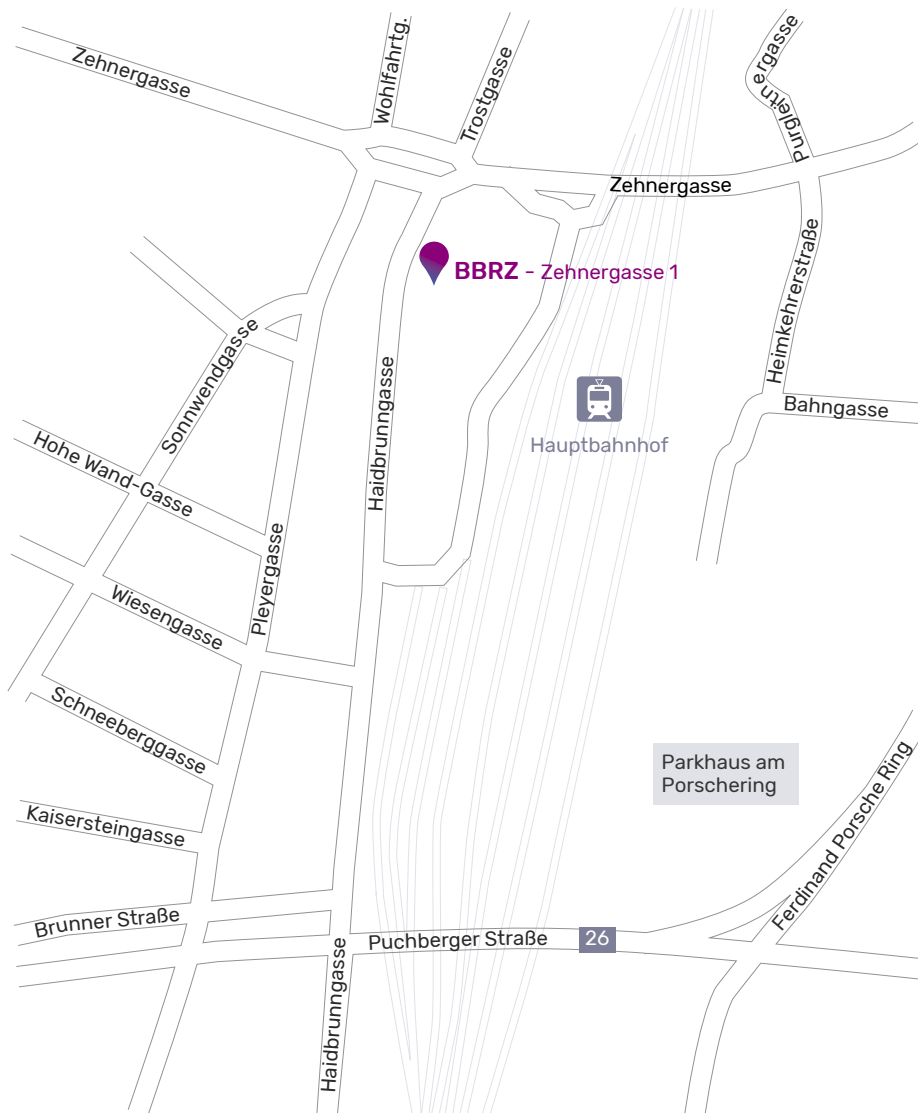 Zehnergasse
Wohlfahrtg.
Trostgasse
Purgleitnergasse
Zehnergasse
BBRZ - Zehnergasse 1
Heimkehrerstraße
Sonnwendgasse
Haidbrunngasse
Bahngasse
Hauptbahnhof
Hohe Wand-Gasse
Pleyergasse
Wiesengasse
Schneeberggasse
Parkhaus am
Porschering
Kaisersteingasse
Ferdinand Porsche Ring
Brunner Straße
Puchberger Straße
26
Haidbrunngasse